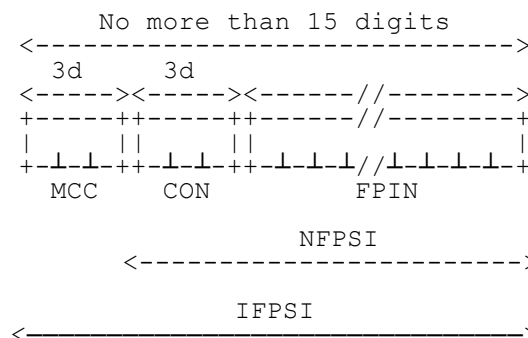 No more than 15 digits
<------------------------------->
3d 3d
<-----><-----><------//--------->
+-----++-----++------//---------+
| || || |
+-┴-┴-++-┴-┴-++-┴-┴-┴//-┴-┴-┴-┴-+
MCC CON FPIN
NFPSI
<------------------------>
IFPSI
<------------------------------->